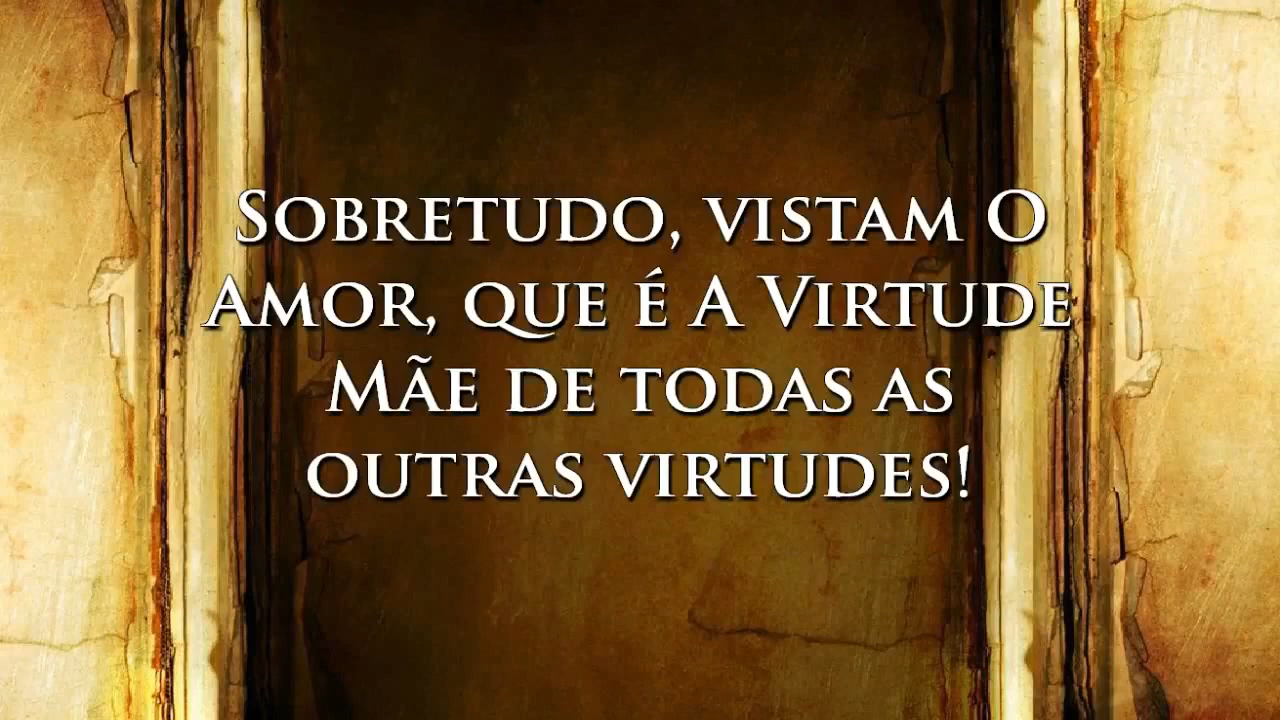 Sobretudo, vistam O
Amor, que é A Virtude
Mãe de todas as
outras virtudes!